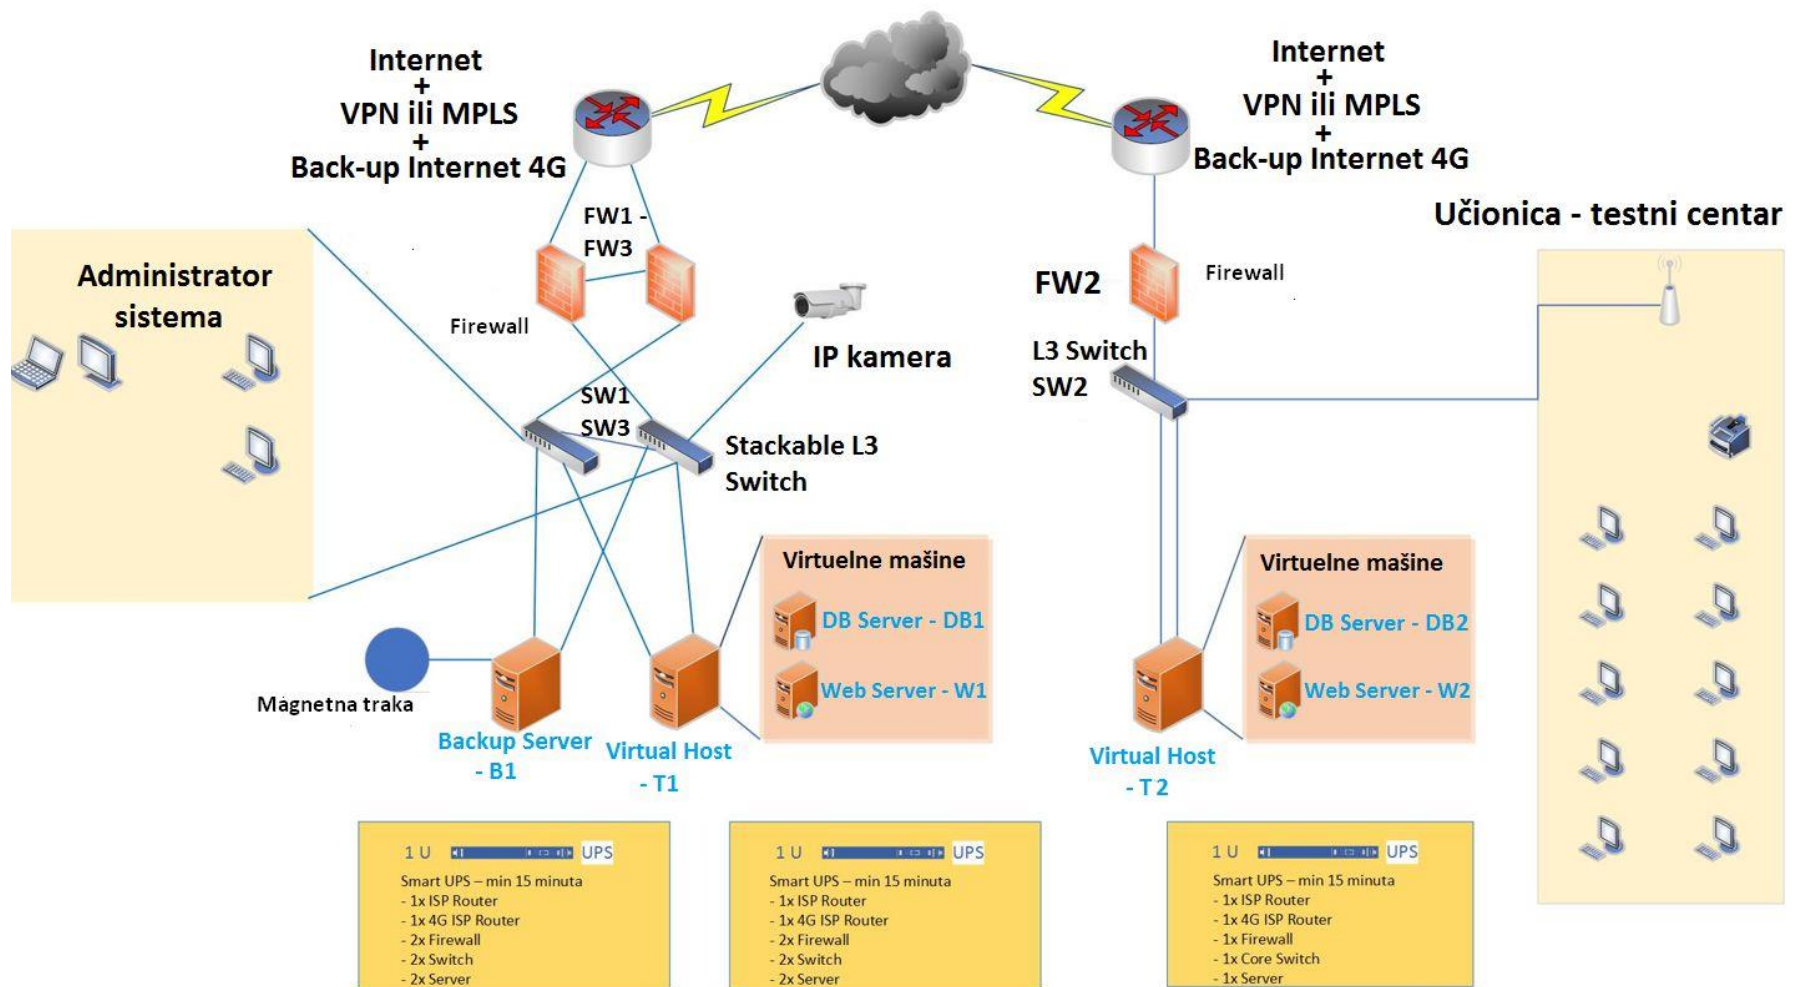 Internet
+
VPN ili MPLS
+
Back-up Internet 4G
Internet
+
VPN ili MPLS
+
Back-up Internet 4G
Učionica - testni centar
Administrator
sistema
FW1 -
FW3
Firewall
IP kamera
FW2
Firewall
L3 Switch
SW2
SW1
SW3
Stackable L3
Switch
Magnetna traka
Backup Server
- B1
Virtual Host
- T1
Virtuelne mašine
DB Server - DB1
Web Server - W1
Virtual Host
- T2
Virtuelne mašine
DB Server - DB2
Web Server - W2
1 U UPS
Smart UPS – min 15 minuta
- 1x ISP Router
- 1x 4G ISP Router
- 2x Firewall
- 2x Switch
- 2x Server
1 U UPS
Smart UPS – min 15 minuta
- 1x ISP Router
- 1x 4G ISP Router
- 2x Firewall
- 2x Switch
- 2x Server
1 U UPS
Smart UPS – min 15 minuta
- 1x ISP Router
- 1x 4G ISP Router
- 1x Firewall
- 1x Core Switch
- 1x Server